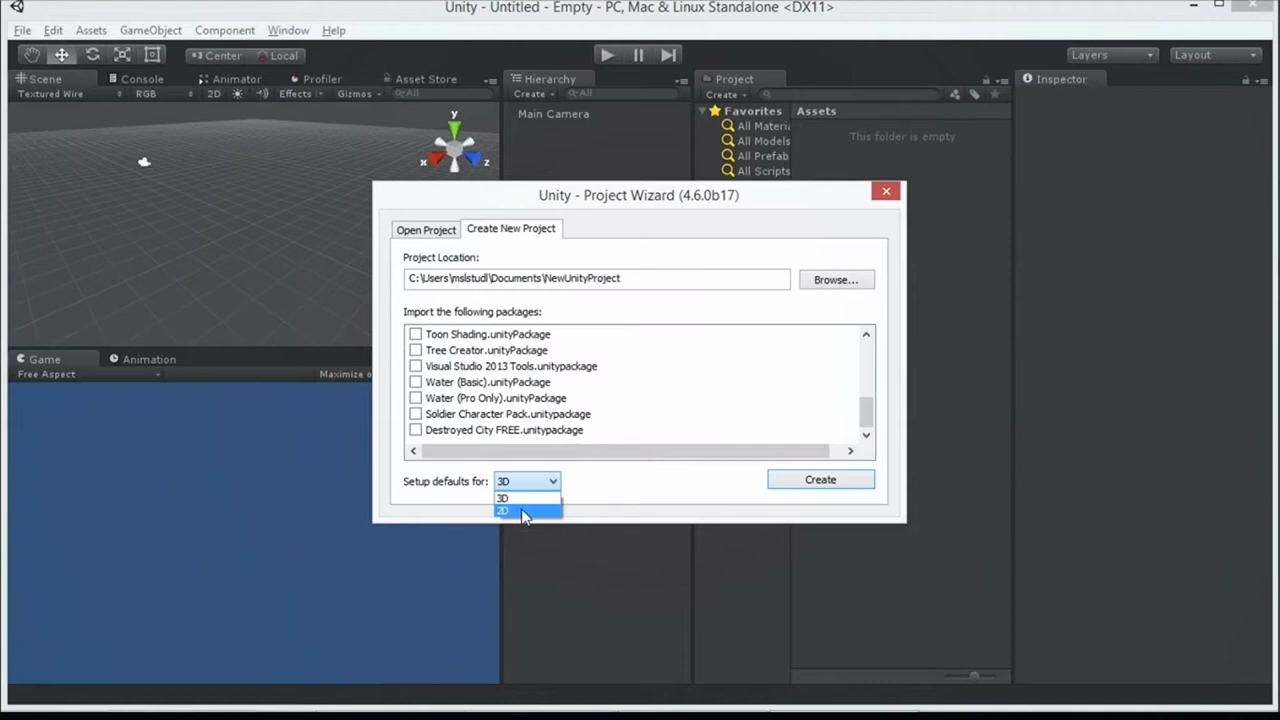 Unity - Untitled - Empty - PC, Mac & Linux Standalone <DX11>
File Edit Assets GameObject Component Window Help
Center Local Layers Layout
Scene Console Animator Profiler Asset Store Hierarchy Project Inspector
Textured Wire RGB 2D Effects Gizmos All Create All Create
Favorites Assets
Main Camera
All Materi
This folder is empty
All Models
All Prefab
All Scripts
y
x z
Unity - Project Wizard (4.6.0b17)
Open Project Create New Project
Project Location:
C:\Users\mslstudl\Documents\NewUnityProject Browse...
Import the following packages:
Toon Shading.unityPackage
Tree Creator.unityPackage
Visual Studio 2013 Tools.unitypackage
Water (Basic).unityPackage
Water (Pro Only).unityPackage
Soldier Character Pack.unitypackage
Destroyed City FREE.unitypackage
Setup defaults for: 3D Create
3D
2D
Game Animation
Free Aspect Maximize o